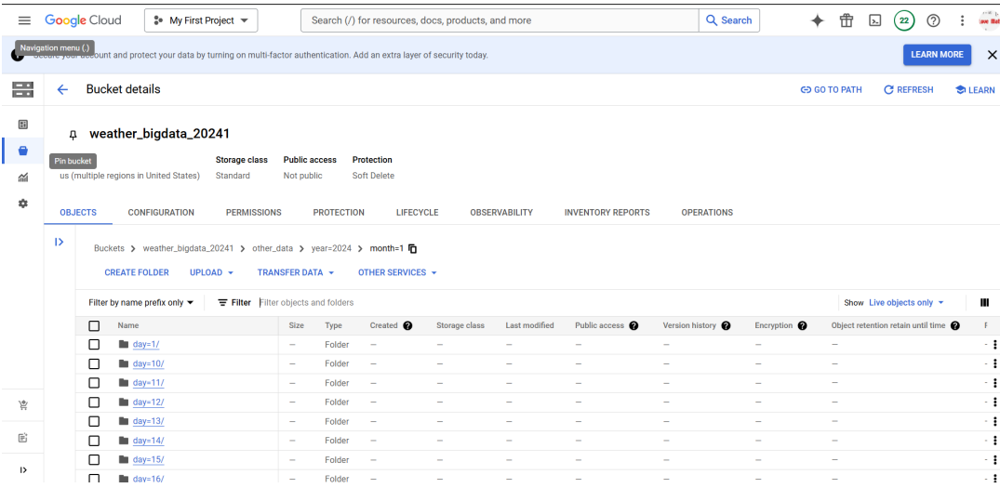 Google Cloud My First Project Search (/) for resources, docs, products, and more Search 22
Navigation menu (.)
your account and protect your data by turning on multi-factor authentication. Add an extra layer of security today. LEARN MORE
Bucket details GO TO PATH REFRESH LEARN
weather_bigdata_20241
Pin bucket Storage class Public access Protection
us (multiple regions in United States) Standard Not public Soft Delete
OBJECTS CONFIGURATION PERMISSIONS PROTECTION LIFECYCLE OBSERVABILITY INVENTORY REPORTS OPERATIONS
Buckets > weather_bigdata_20241 > other_data > year=2024 > month=1
CREATE FOLDER UPLOAD TRANSFER DATA OTHER SERVICES
Filter by name prefix only Filter Filter objects and folders Show Live objects only
Name Size Type Created Storage class Last modified Public access Version history Encryption Object retention retain until time
day=1/ — Folder — — — — — — — -
day=10/ — Folder — — — — — — — -
day=11/ — Folder — — — — — — — -
day=12/ — Folder — — — — — — — -
day=13/ — Folder — — — — — — — -
day=14/ — Folder — — — — — — — -
day=15/ — Folder — — — — — — — -
day=16/ — Folder — — — — — — — -